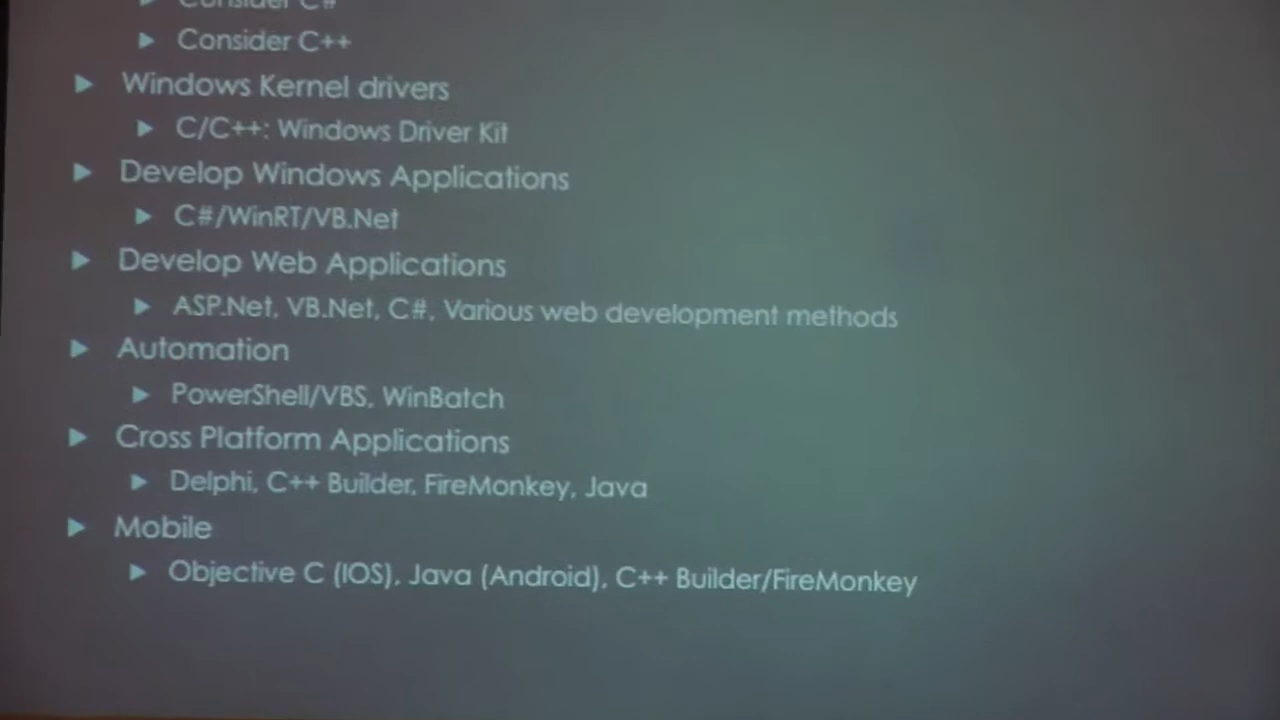 Consider C#
Consider C++
Windows Kernel drivers
C/C++: Windows Driver Kit
Develop Windows Applications
C#/WinRT/VB.Net
Develop Web Applications
ASP.Net, VB.Net, C#, Various web development methods
Automation
PowerShell/VBS, WinBatch
Cross Platform Applications
Delphi, C++ Builder, FireMonkey, Java
Mobile
Objective C (IOS), Java (Android), C++ Builder/FireMonkey